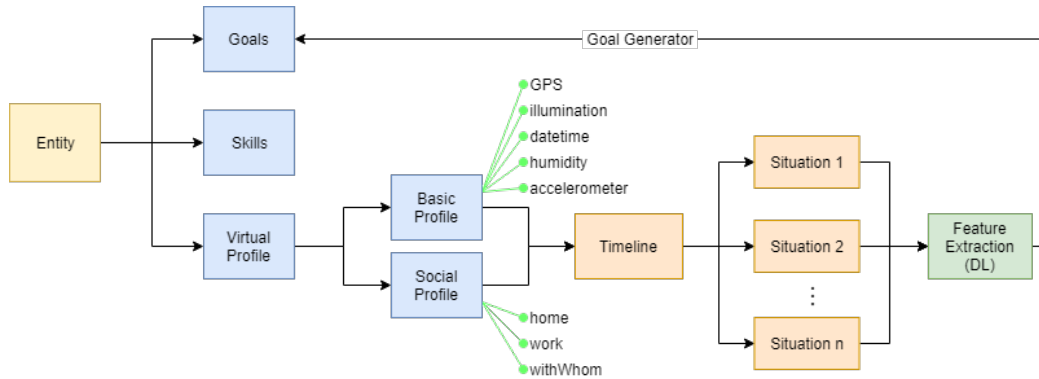 Goals
Goal Generator
GPS
illumination
datetime
humidity
accelerometer
Entity
Skills
Situation 1
Basic
Profile
Virtual
Profile
Timeline
Situation 2
Feature
Extraction
(DL)
Social
Profile
home
work
withWhom
Situation n